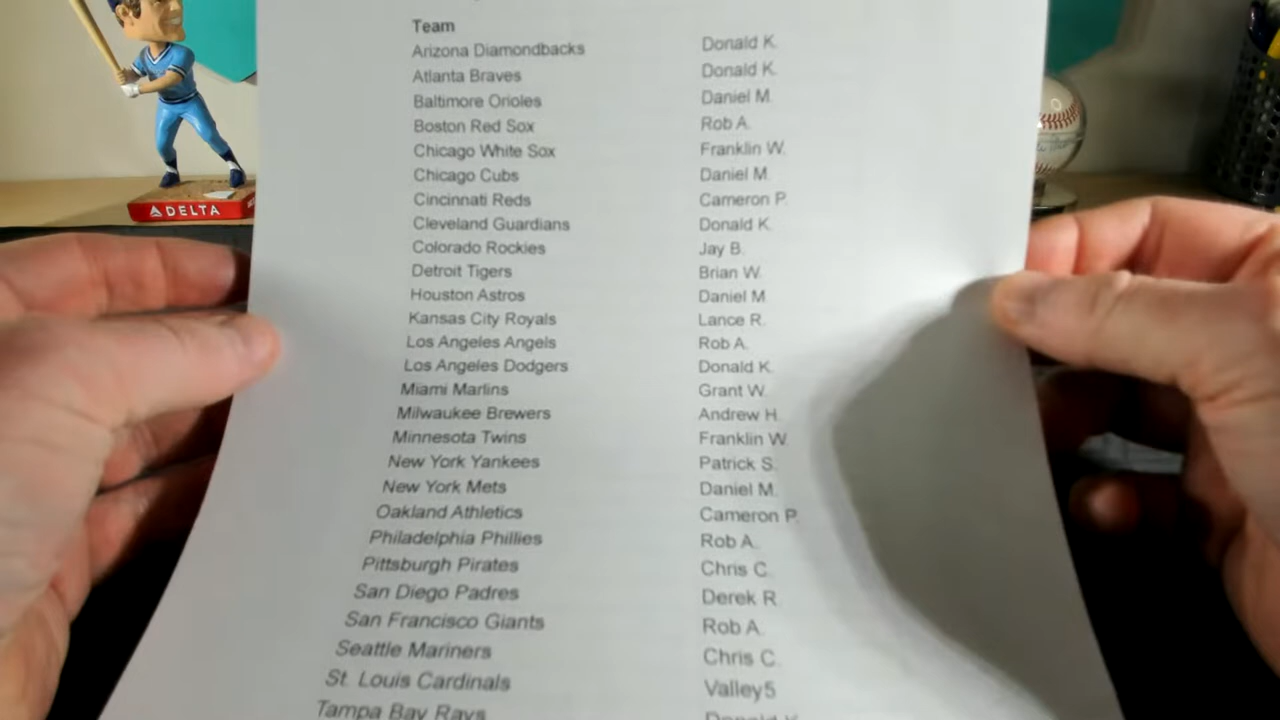 Team
Arizona Diamondbacks Donald K.
Atlanta Braves Donald K.
Baltimore Orioles Daniel M.
Boston Red Sox Rob A.
Chicago White Sox Franklin W.
Chicago Cubs Daniel M.
Cincinnati Reds Cameron P.
Cleveland Guardians Donald K.
Colorado Rockies Jay B.
Detroit Tigers Brian W.
Houston Astros Daniel M.
Kansas City Royals Lance R.
Los Angeles Angels Rob A.
Los Angeles Dodgers Donald K.
Miami Marlins Grant W.
Milwaukee Brewers Andrew H.
Minnesota Twins Franklin W.
New York Yankees Patrick S.
New York Mets Daniel M.
Oakland Athletics Cameron P.
Philadelphia Phillies Rob A.
Pittsburgh Pirates Chris C.
San Diego Padres Derek R.
San Francisco Giants Rob A.
Seattle Mariners Chris C.
St. Louis Cardinals Valley5
Tampa Bay Rays Donald K.
DELTA